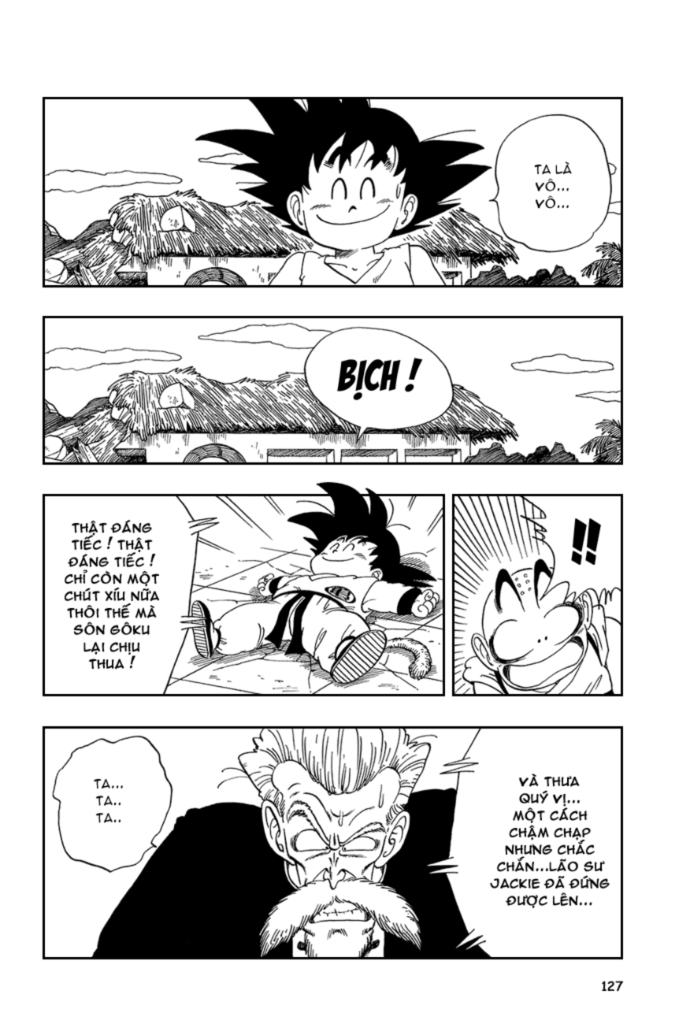 TA LÀ
VÔ...
VÔ...
BỊCH !
THẬT ĐÁNG
TIẾC ! THẬT
ĐÁNG TIẾC !
CHỈ CÒN MỘT
CHÚT XÍU NỮA
THÔI THẾ MÀ
SÔN GÔKU
LẠI CHỊU
THUA !
!!
TA...
TA..
TA..
VÀ THƯA
QUÝ VỊ...
MỘT CÁCH
CHẬM CHẠP
NHƯNG CHẮC
CHẮN...LÃO SƯ
JACKIE ĐÃ ĐỨNG
ĐƯỢC LÊN...
127